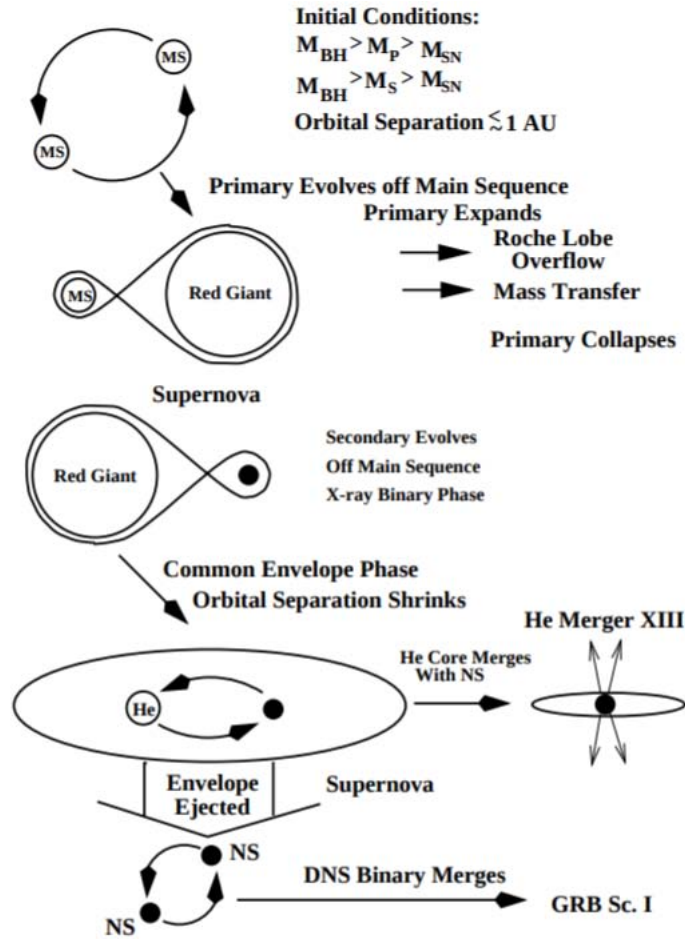 Initial Conditions:
M_BH > M_P > M_SN
M_BH > M_S > M_SN
Orbital Separation ≲ 1 AU
MS
MS
Primary Evolves off Main Sequence
Primary Expands
Roche Lobe
Overflow
Mass Transfer
Primary Collapses
MS
Red Giant
Supernova
Red Giant
Secondary Evolves
Off Main Sequence
X-ray Binary Phase
Common Envelope Phase
Orbital Separation Shrinks
He
He Core Merges
With NS
He Merger XIII
Envelope
Ejected
Supernova
NS
NS
DNS Binary Merges
GRB Sc. I